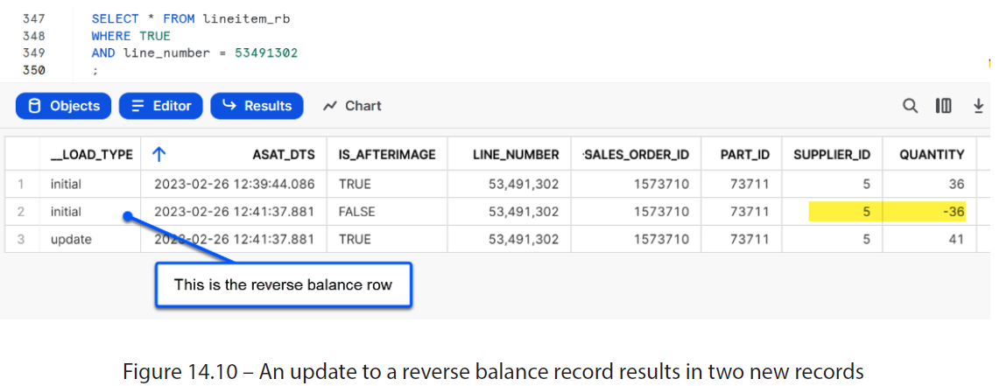 347 SELECT * FROM lineitem_rb
348 WHERE TRUE
349 AND line_number = 53491302
350 ;
Objects Editor Results Chart
__LOAD_TYPE ASAT_DTS IS_AFTERIMAGE LINE_NUMBER SALES_ORDER_ID PART_ID SUPPLIER_ID QUANTITY
1 initial 2023-02-26 12:39:44.086 TRUE 53,491,302 1573710 73711 5 36
2 initial 2023-02-26 12:41:37.881 FALSE 53,491,302 1573710 73711 5 -36
3 update 2023-02-26 12:41:37.881 TRUE 53,491,302 1573710 73711 5 41
This is the reverse balance row
Figure 14.10 – An update to a reverse balance record results in two new records